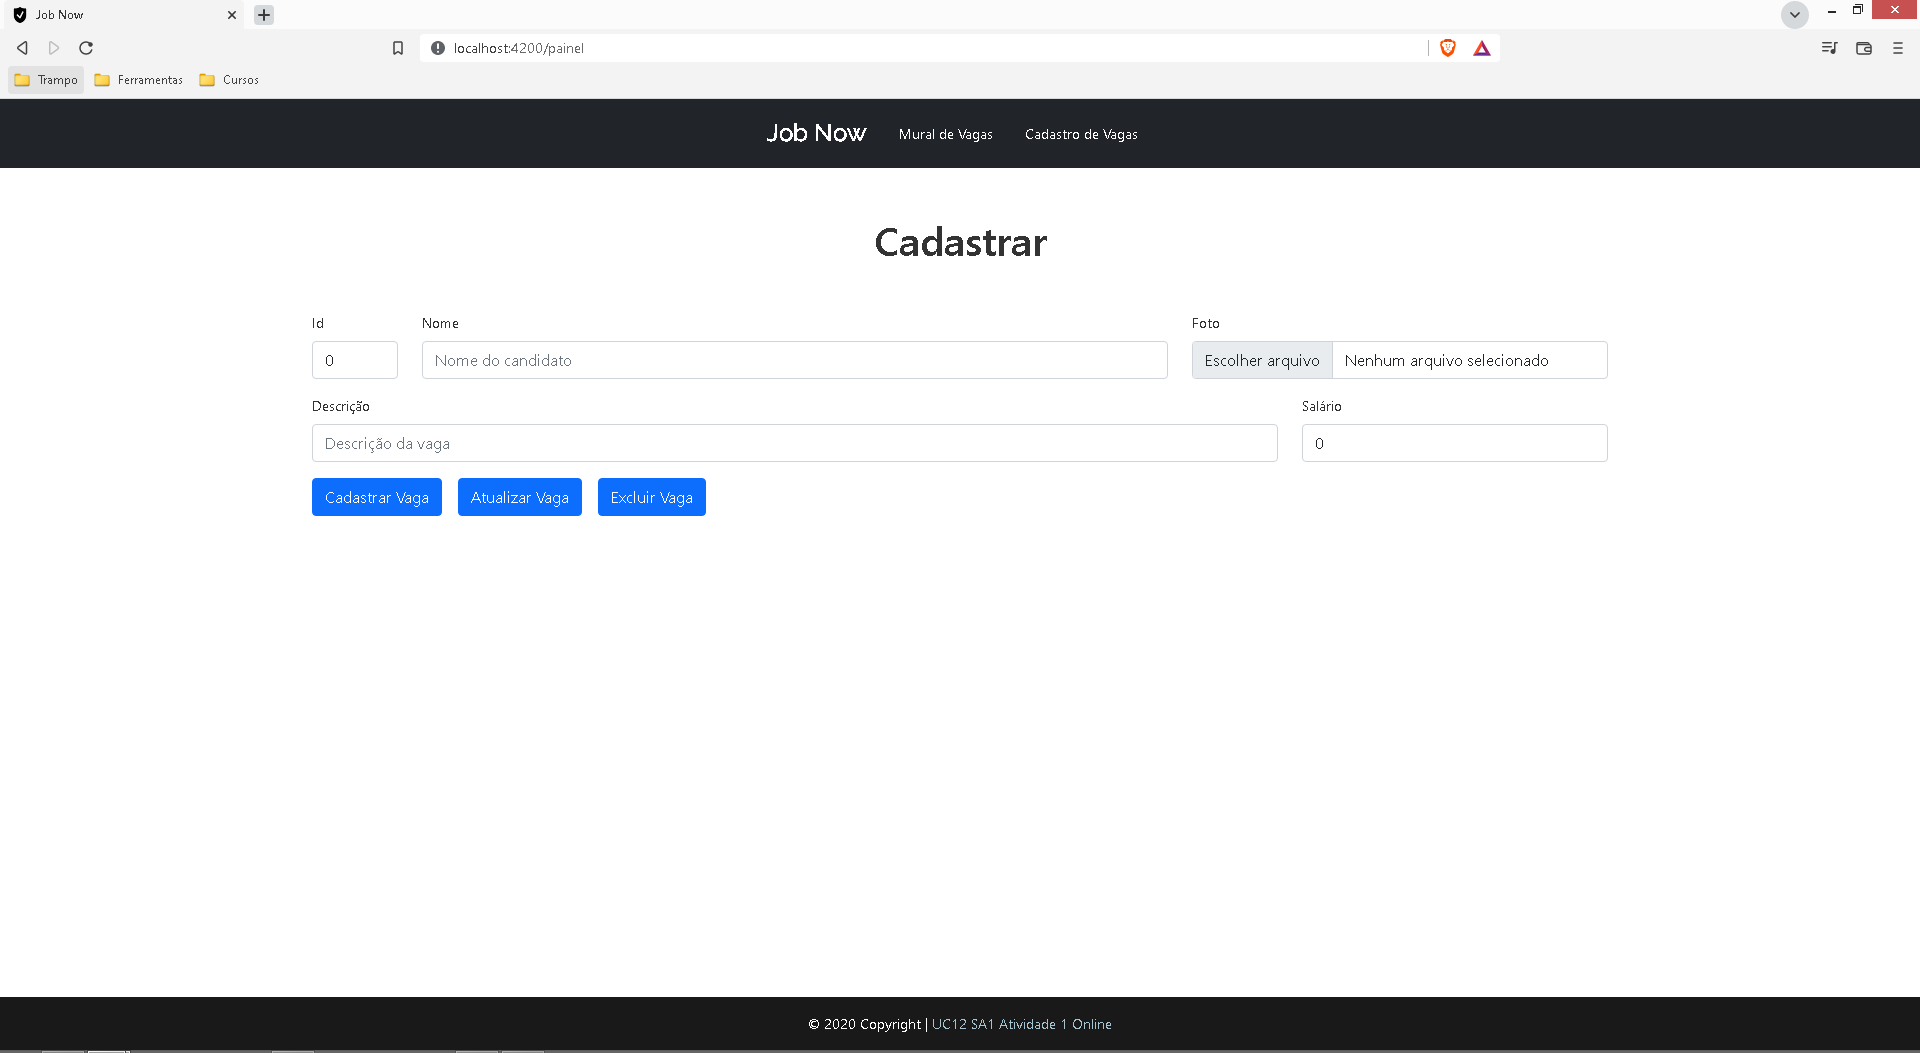 Job Now
localhost:4200/painel
Trampo Ferramentas Cursos
Job Now Mural de Vagas Cadastro de Vagas
Cadastrar
Id Nome Foto
0 Nome do candidato Escolher arquivo Nenhum arquivo selecionado
Descrição Salário
Descrição da vaga 0
Cadastrar Vaga Atualizar Vaga Excluir Vaga
© 2020 Copyright | UC12 SA1 Atividade 1 Online